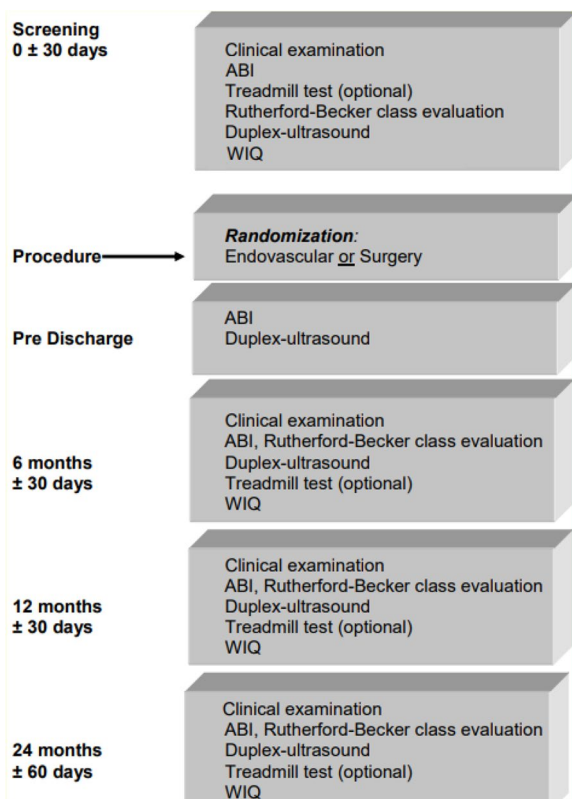 Screening
0 ± 30 days
Clinical examination
ABI
Treadmill test (optional)
Rutherford-Becker class evaluation
Duplex-ultrasound
WIQ
Procedure
Randomization:
Endovascular or Surgery
Pre Discharge
ABI
Duplex-ultrasound
6 months
± 30 days
Clinical examination
ABI, Rutherford-Becker class evaluation
Duplex-ultrasound
Treadmill test (optional)
WIQ
12 months
± 30 days
Clinical examination
ABI, Rutherford-Becker class evaluation
Duplex-ultrasound
Treadmill test (optional)
WIQ
24 months
± 60 days
Clinical examination
ABI, Rutherford-Becker class evaluation
Duplex-ultrasound
Treadmill test (optional)
WIQ